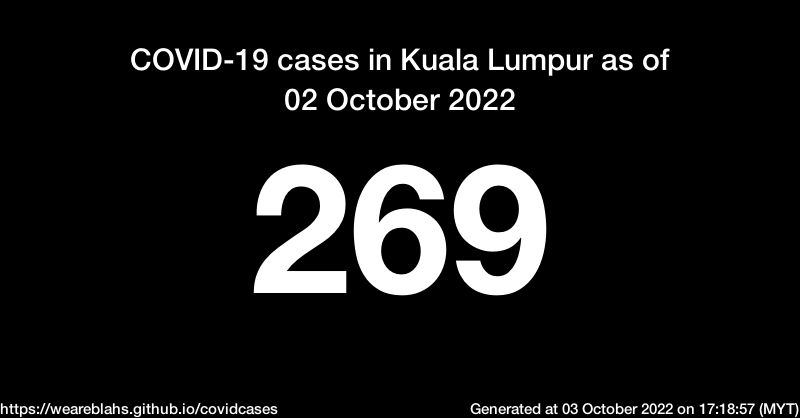 COVID-19 cases in Kuala Lumpur as of
02 October 2022
269
https://weareblahs.github.io/covidcases
Generated at 03 October 2022 on 17:18:57 (MYT)